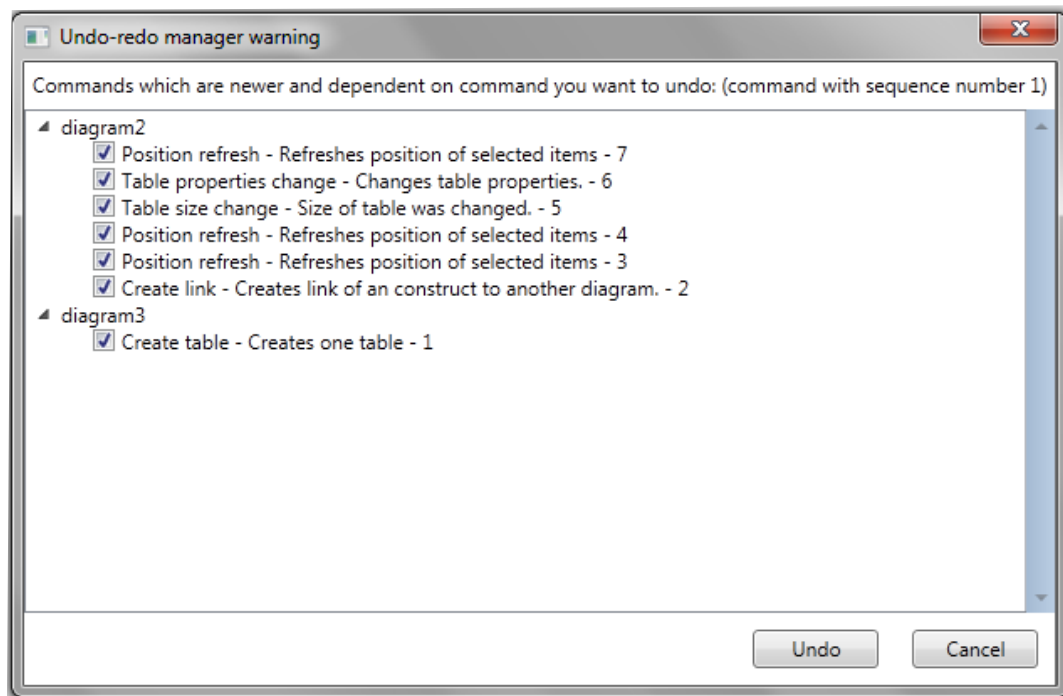 Undo-redo manager warning
Commands which are newer and dependent on command you want to undo: (command with sequence number 1)
diagram2
Position refresh - Refreshes position of selected items - 7
Table properties change - Changes table properties. - 6
Table size change - Size of table was changed. - 5
Position refresh - Refreshes position of selected items - 4
Position refresh - Refreshes position of selected items - 3
Create link - Creates link of an construct to another diagram. - 2
diagram3
Create table - Creates one table - 1
Undo Cancel